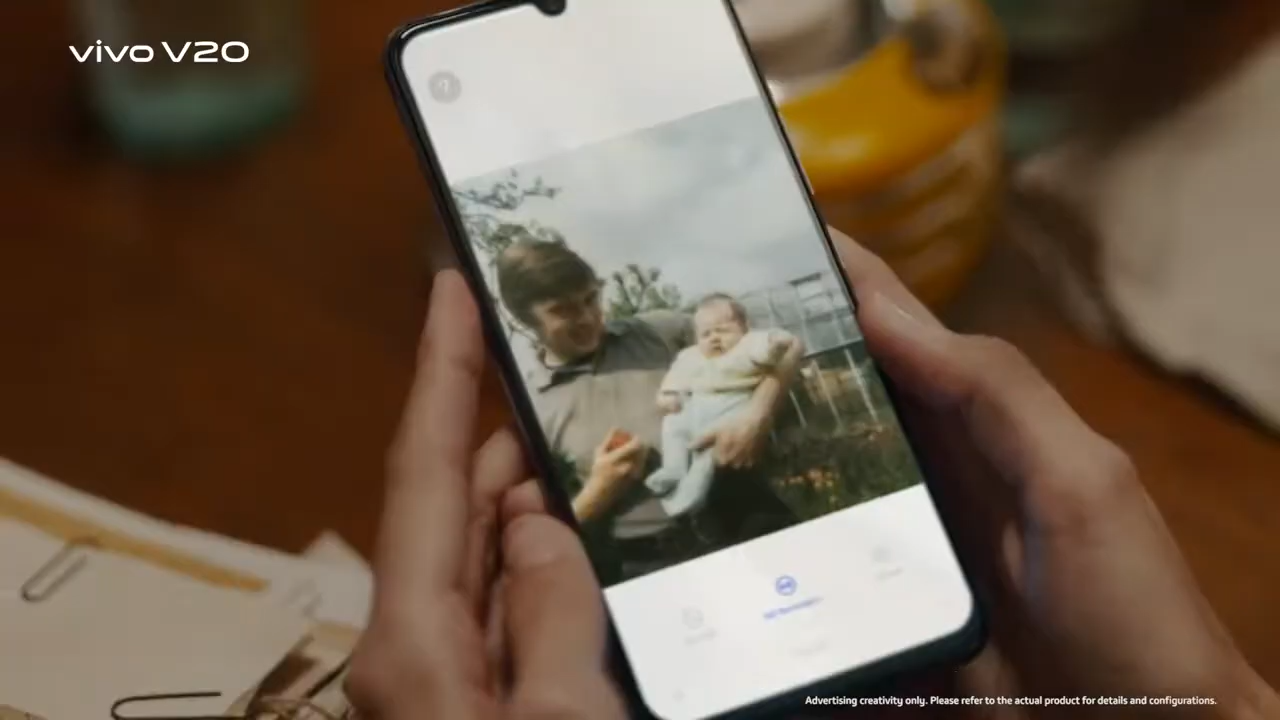 vivo V20
Advertising creativity only. Please refer to the actual product for details and configurations.